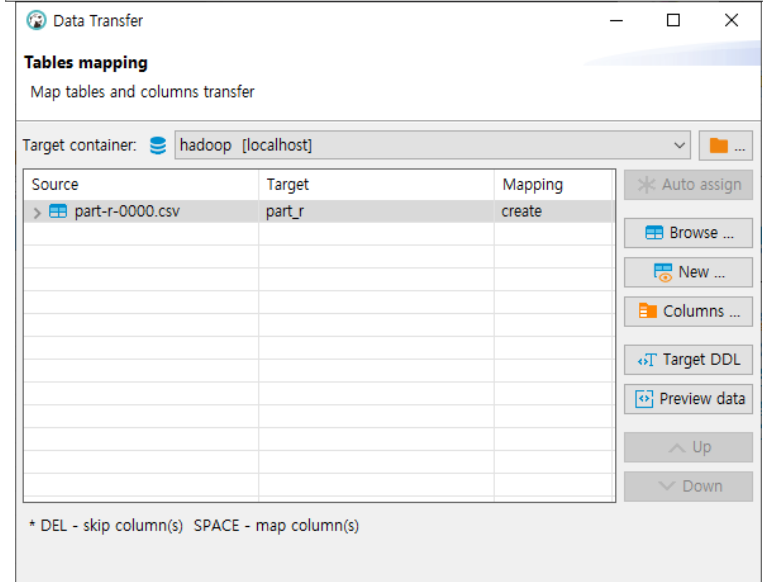 Data Transfer
Tables mapping
Map tables and columns transfer
Target container: hadoop [localhost] ...
Source Target Mapping Auto assign
part-r-0000.csv part_r create
Browse ...
New ...
Columns ...
Target DDL
Preview data
Up
Down
* DEL - skip column(s) SPACE - map column(s)